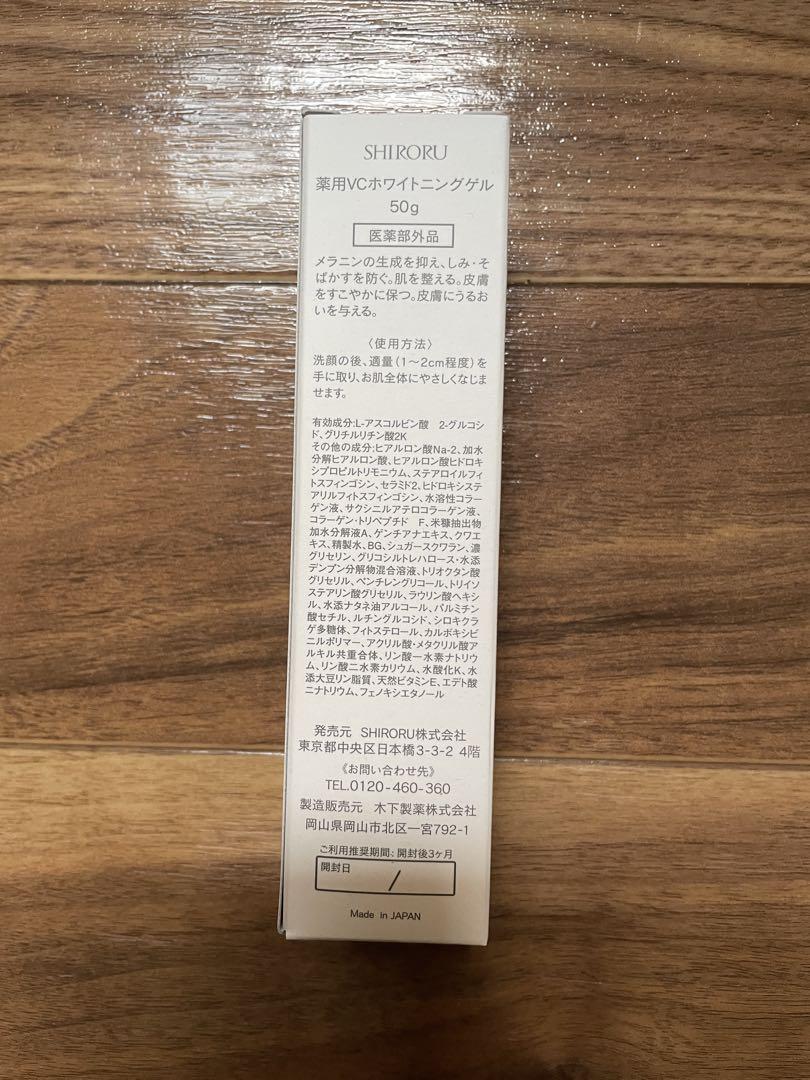 SHIRORU
薬用VCホワイトニングゲル
50g
医薬部外品
メラニンの生成を抑え、しみ・そ
ばかすを防ぐ。肌を整える。皮膚
をすこやかに保つ。皮膚にうるお
いを与える。
〈使用方法〉
洗顔の後、適量（1～2cm程度）を
手に取り、お肌全体にやさしくなじま
せます。
有効成分:L-アスコルビン酸 2-グルコシ
ド、グリチルリチン酸2K
その他の成分:ヒアルロン酸Na-2、加水
分解ヒアルロン酸、ヒアルロン酸ヒドロキ
シプロピルトリモニウム、ステアロイルフィ
トスフィンゴシン、セラミド2、ヒドロキシステ
アリルフィトスフィンゴシン、水溶性コラー
ゲン液、サクシニルアテロコラーゲン液、
コラーゲン・トリペプチド F、米糠抽出物
加水分解液A、ゲンチアナエキス、クワエ
キス、精製水、BG、シュガースクワラン、濃
グリセリン、グリコシルトレハロース・水添
デンプン分解物混合溶液、トリオクタン酸
グリセリル、ペンチレングリコール、トリイソ
ステアリン酸グリセリル、ラウリン酸ヘキシ
ル、水添ナタネ油アルコール、パルミチン
酸セチル、ルチングルコシド、シロキクラ
ゲ多糖体、フィトステロール、カルボキシビ
ニルポリマー、アクリル酸・メタクリル酸ア
ルキル共重合体、リン酸一水素ナトリウ
ム、リン酸二水素カリウム、水酸化K、水
添大豆リン脂質、天然ビタミンE、エデト酸
二ナトリウム、フェノキシエタノール
発売元 SHIRORU株式会社
東京都中央区日本橋3-3-2 4階
《お問い合わせ先》
TEL.0120-460-360
製造販売元 木下製薬株式会社
岡山県岡山市北区一宮792-1
ご利用推奨期間:開封後3ヶ月
開封日 /
Made in JAPAN